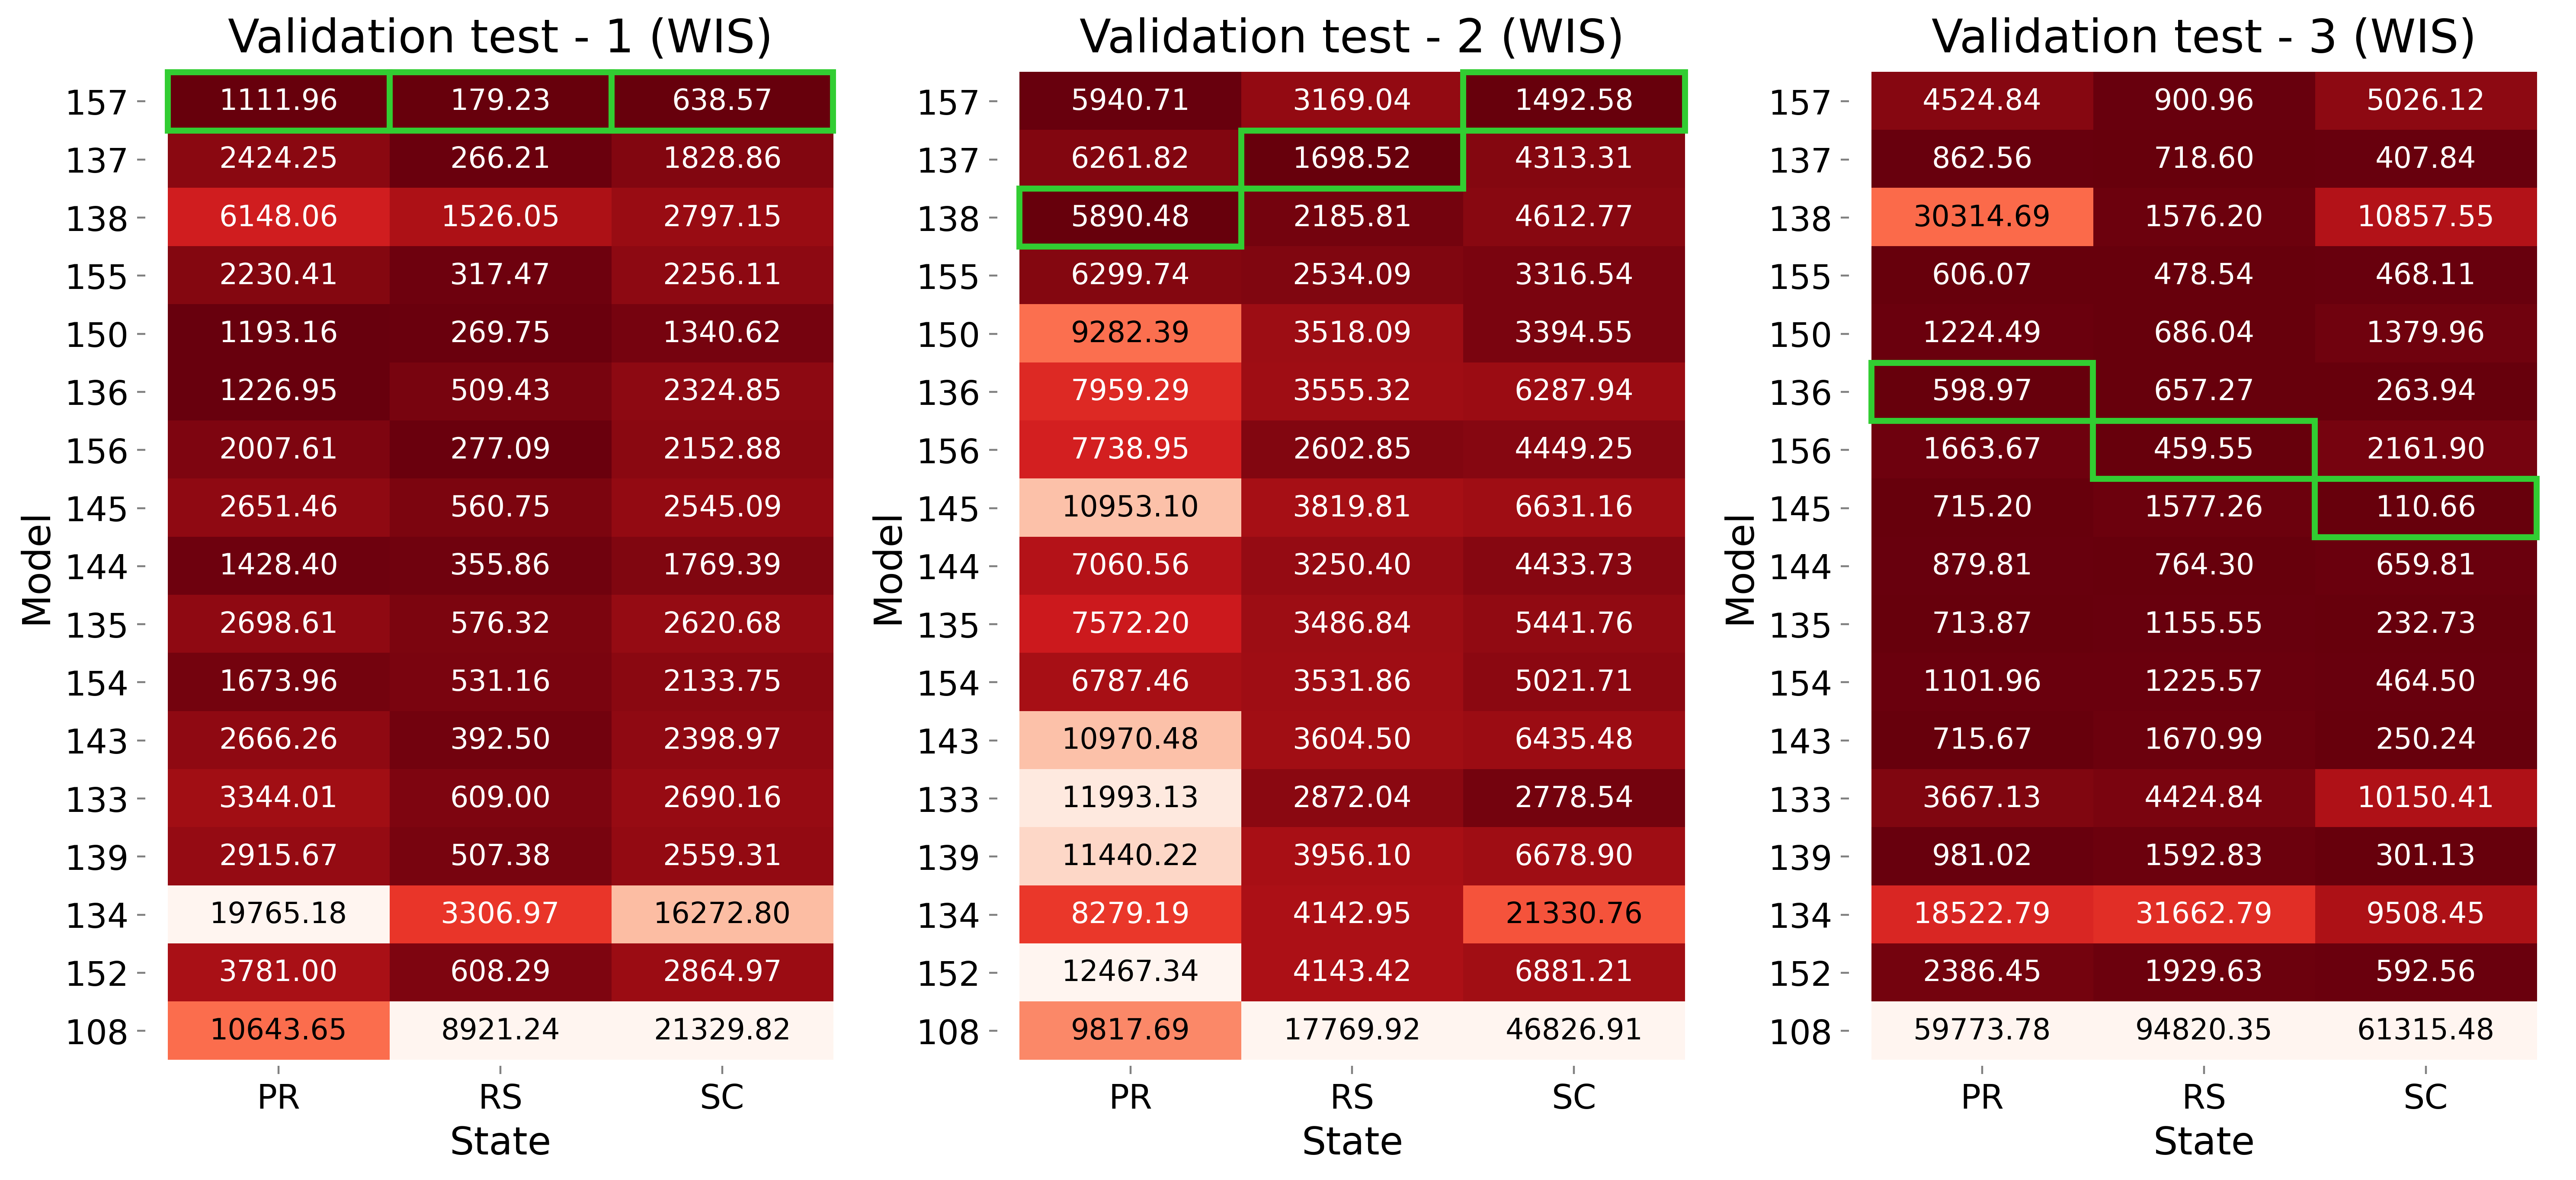 Validation test - 1 (WIS) Validation test - 2 (WIS) Validation test - 3 (WIS)
157 1111.96 179.23 638.57 157 5940.71 3169.04 1492.58 157 4524.84 900.96 5026.12
137 2424.25 266.21 1828.86 137 6261.82 1698.52 4313.31 137 862.56 718.60 407.84
138 6148.06 1526.05 2797.15 138 5890.48 2185.81 4612.77 138 30314.69 1576.20 10857.55
155 2230.41 317.47 2256.11 155 6299.74 2534.09 3316.54 155 606.07 478.54 468.11
150 1193.16 269.75 1340.62 150 9282.39 3518.09 3394.55 150 1224.49 686.04 1379.96
136 1226.95 509.43 2324.85 136 7959.29 3555.32 6287.94 136 598.97 657.27 263.94
156 2007.61 277.09 2152.88 156 7738.95 2602.85 4449.25 156 1663.67 459.55 2161.90
145 2651.46 560.75 2545.09 145 10953.10 3819.81 6631.16 145 715.20 1577.26 110.66
Model Model Model
144 1428.40 355.86 1769.39 144 7060.56 3250.40 4433.73 144 879.81 764.30 659.81
135 2698.61 576.32 2620.68 135 7572.20 3486.84 5441.76 135 713.87 1155.55 232.73
154 1673.96 531.16 2133.75 154 6787.46 3531.86 5021.71 154 1101.96 1225.57 464.50
143 2666.26 392.50 2398.97 143 10970.48 3604.50 6435.48 143 715.67 1670.99 250.24
133 3344.01 609.00 2690.16 133 11993.13 2872.04 2778.54 133 3667.13 4424.84 10150.41
139 2915.67 507.38 2559.31 139 11440.22 3956.10 6678.90 139 981.02 1592.83 301.13
134 19765.18 3306.97 16272.80 134 8279.19 4142.95 21330.76 134 18522.79 31662.79 9508.45
152 3781.00 608.29 2864.97 152 12467.34 4143.42 6881.21 152 2386.45 1929.63 592.56
108 10643.65 8921.24 21329.82 108 9817.69 17769.92 46826.91 108 59773.78 94820.35 61315.48
PR RS SC PR RS SC PR RS SC
State State State